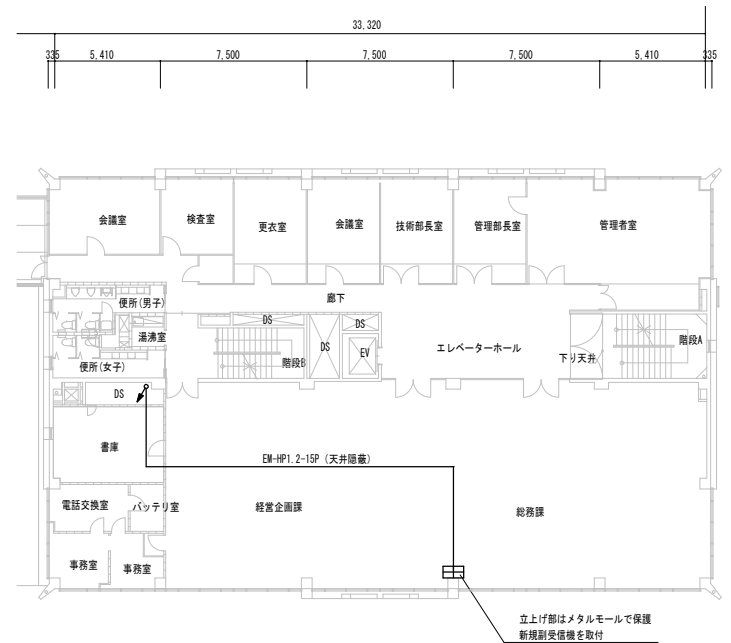 33,320
335 5,410 7,500 7,500 7,500 5,410 335
会議室 検査室 更衣室 会議室 技術部長室 管理部長室 管理者室
便所(男子) 廊下
湯沸室 DS DS DS EV エレベーターホール 下り天井 階段A
便所(女子) 階段B
DS
書庫
EM-HP1.2-15P (天井隠蔽)
電話交換室 バッテリ室 経営企画課 総務課
事務室 事務室
立上げ部はメタルモールで保護
新規副受信機を取付